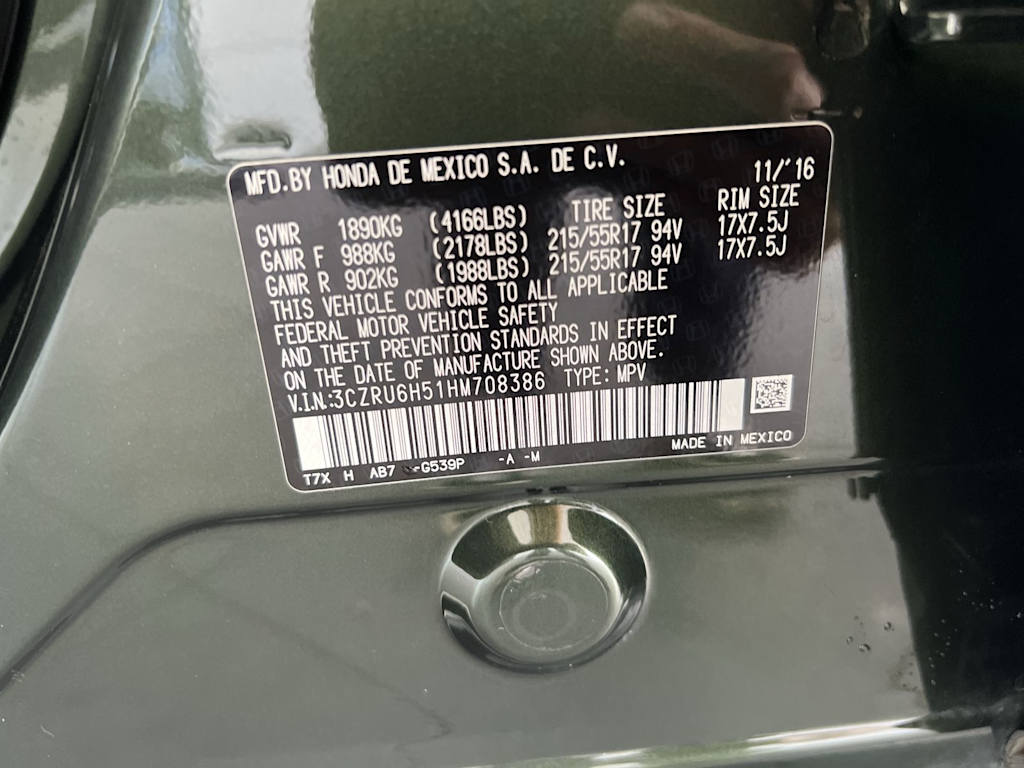 MFD.BY HONDA DE MEXICO S.A. DE C.V. 11/'16
TIRE SIZE RIM SIZE
GVWR 1890KG (4166LBS)
GAWR F 988KG (2178LBS) 215/55R17 94V 17X7.5J
GAWR R 902KG (1988LBS) 215/55R17 94V 17X7.5J
THIS VEHICLE CONFORMS TO ALL APPLICABLE
FEDERAL MOTOR VEHICLE SAFETY
AND THEFT PREVENTION STANDARDS IN EFFECT
ON THE DATE OF MANUFACTURE SHOWN ABOVE.
V.I.N:3CZRU6H51HM708386 TYPE: MPV
T7X H AB7 -G539P -A -M MADE IN MEXICO